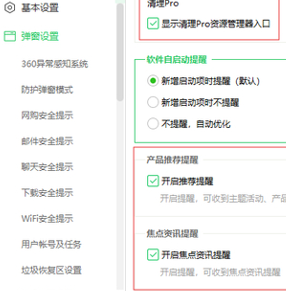 基本设置
弹窗设置
360异常感知系统
防护弹窗模式
网购安全提示
邮件安全提示
聊天安全提示
下载安全提示
WiFi安全提示
用户帐号及任务
垃圾恢复区设置
清理Pro
显示清理Pro资源管理器入口
软件自启动提醒
新增启动项时提醒（默认）
新增启动项时不提醒
不提醒，自动优化
产品推荐提醒
开启推荐提醒
开启提醒，可收到主题活动、产品
焦点资讯提醒
开启焦点资讯提醒
开启提醒，可收到焦点资讯提醒